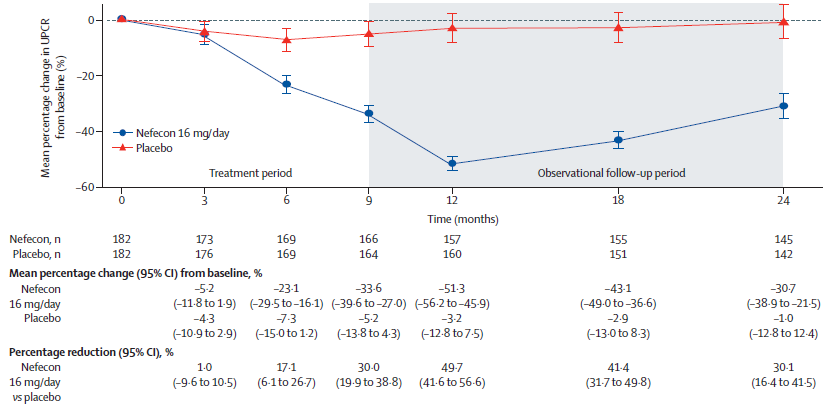 Mean percentage change in UPCR
from baseline (%)
0
–20
–40
–60
Nefecon 16 mg/day
Placebo
Treatment period
Observational follow-up period
0 3 6 9 12 18 24
Time (months)
Nefecon, n 182 173 169 166 157 155 145
Placebo, n 182 176 169 164 160 151 142
Mean percentage change (95% CI) from baseline, %
Nefecon –5·2 –23·1 –33·6 –51·3 –43·1 –30·7
16 mg/day (–11·8 to 1·9) (–29·5 to –16·1) (–39·6 to –27·0) (–56·2 to –45·9) (–49·0 to –36·6) (–38·9 to –21·5)
Placebo –4·3 –7·3 –5·2 –3·2 –2·9 –1·0
(–10·9 to 2·9) (–15·0 to 1·2) (–13·8 to 4·3) (–12·8 to 7·5) (–13·0 to 8·3) (–12·8 to 12·4)
Percentage reduction (95% CI), %
Nefecon 1·0 17·1 30·0 49·7 41·4 30·1
16 mg/day (–9·6 to 10·5) (6·1 to 26·7) (19·9 to 38·8) (41·6 to 56·6) (31·7 to 49·8) (16·4 to 41·5)
vs placebo